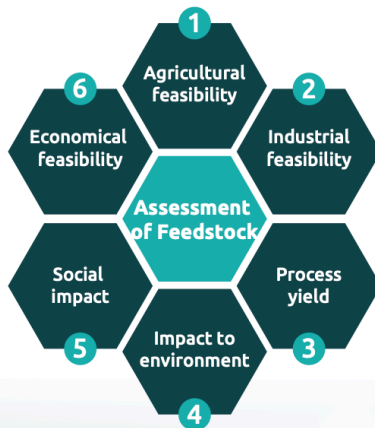 1
Agricultural
feasibility
2
Industrial
feasibility
Process
yield
3
Impact to
environment
4
Social
impact
5
6
Economical
feasibility
Assessment
of Feedstock